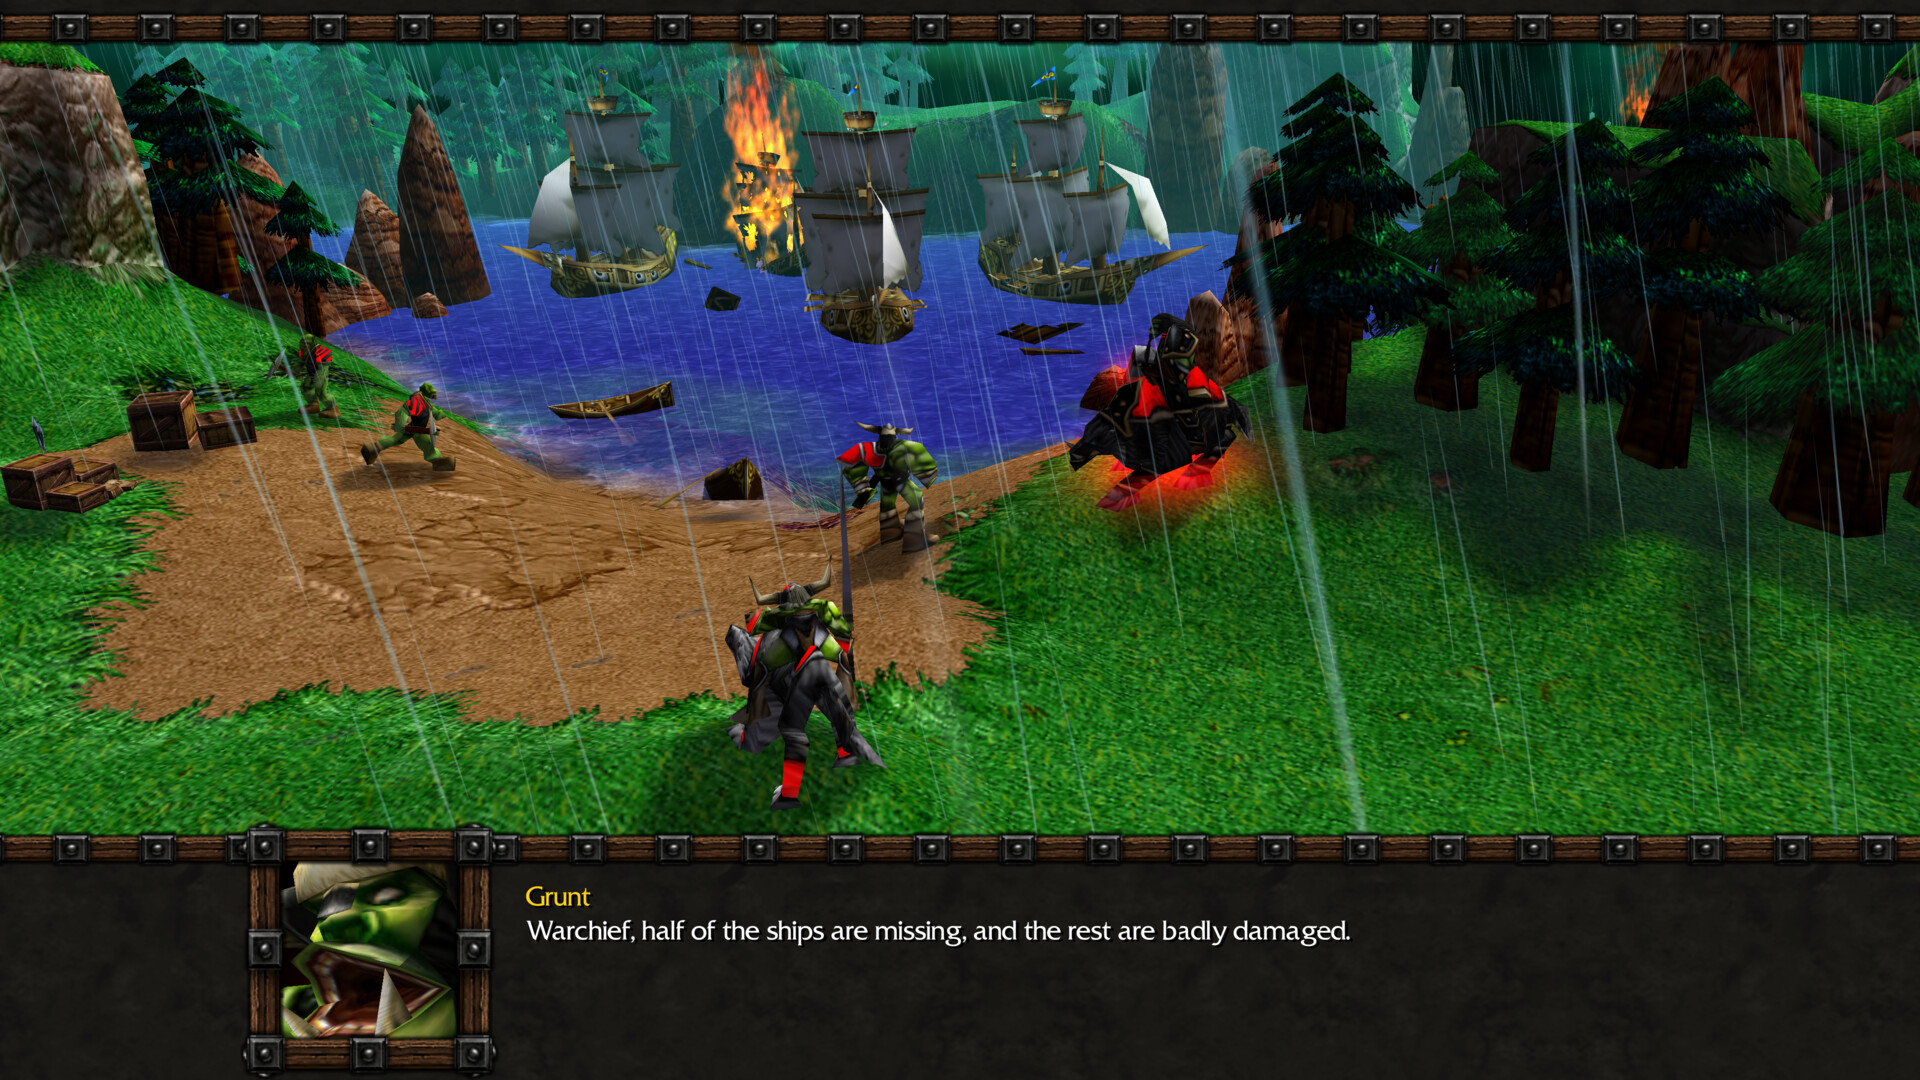 Grunt
Warchief, half of the ships are missing, and the rest are badly damaged.